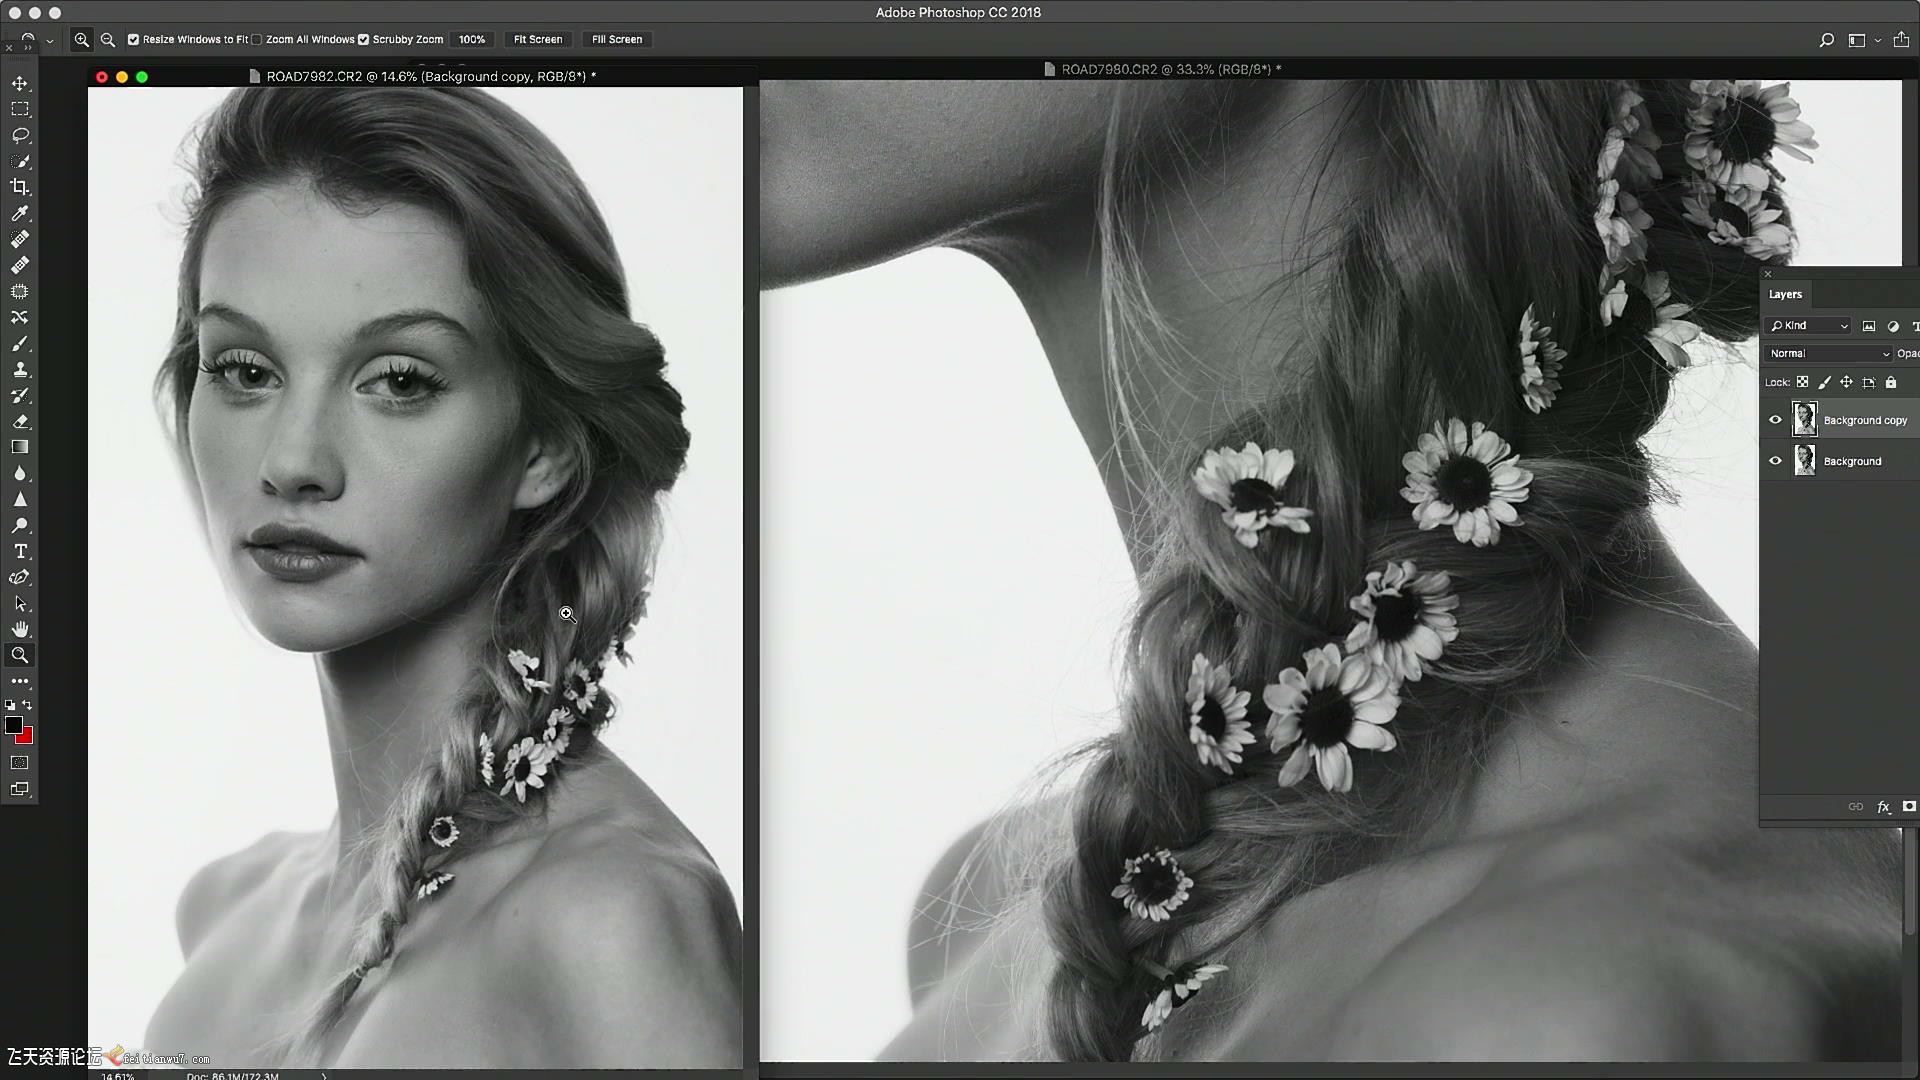 Adobe Photoshop CC 2018
Resize Windows to Fit Zoom All Windows Scrubby Zoom 100% Fit Screen Fill Screen
ROAD7982.CR2 @ 14.6% (Background copy, RGB/8*) *
ROAD7980.CR2 @ 33.3% (RGB/8*) *
Layers
Kind
Normal
Opac
Lock:
Background copy
Background
fx
飞天资源论坛 feitianwu7.com
14.61% Doc: 86.1M/172.3M